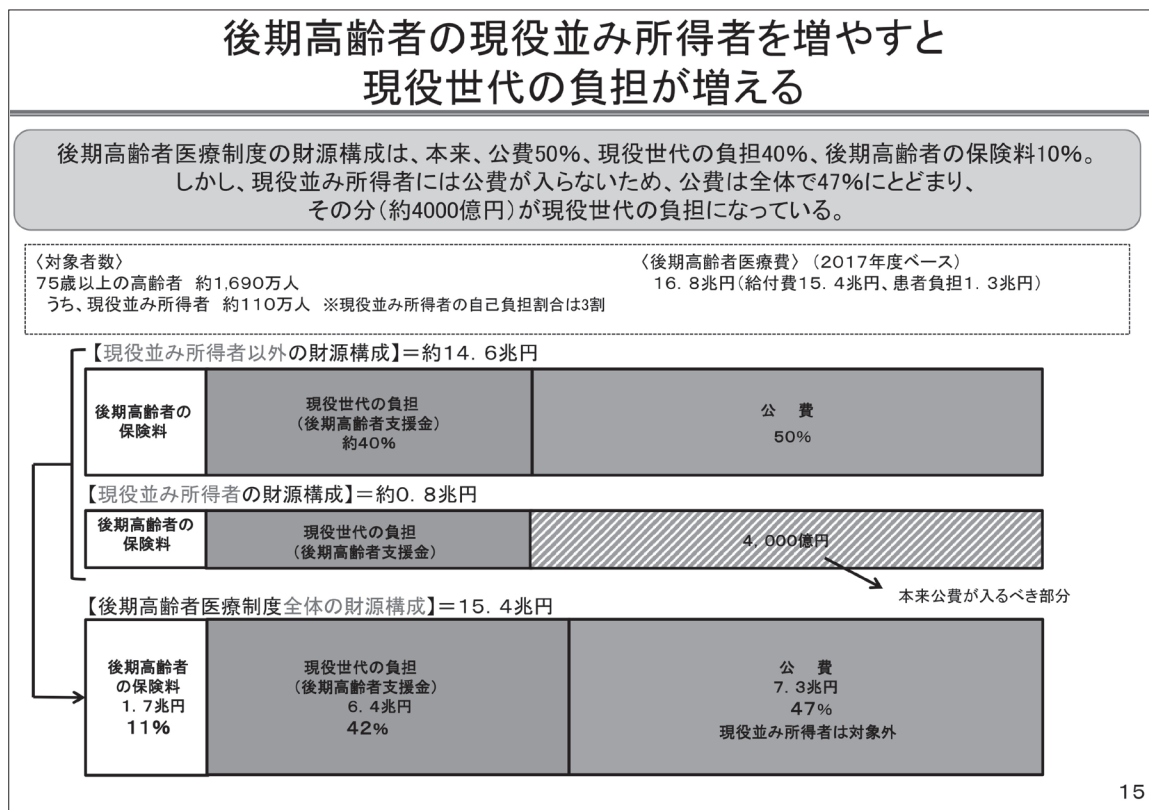 後期高齢者の現役並み所得者を増やすと
現役世代の負担が増える
後期高齢者医療制度の財源構成は、本来、公費50%、現役世代の負担40%、後期高齢者の保険料10%。
しかし、現役並み所得者には公費が入らないため、公費は全体で47%にとどまり、
その分(約4000億円)が現役世代の負担になっている。
〈対象者数〉
75歳以上の高齢者 約1,690万人
うち、現役並み所得者 約110万人 ※現役並み所得者の自己負担割合は3割
〈後期高齢者医療費〉(2017年度ベース)
16.8兆円(給付費15.4兆円、患者負担1.3兆円)
【現役並み所得者以外の財源構成】=約14.6兆円
後期高齢者の
保険料
現役世代の負担
(後期高齢者支援金)
約40%
公 費
50%
【現役並み所得者の財源構成】=約0.8兆円
後期高齢者の
保険料
現役世代の負担
(後期高齢者支援金)
4,000億円
本来公費が入るべき部分
【後期高齢者医療制度全体の財源構成】=15.4兆円
後期高齢者
の保険料
1.7兆円
11%
現役世代の負担
(後期高齢者支援金)
6.4兆円
42%
公 費
7.3兆円
47%
現役並み所得者は対象外
15